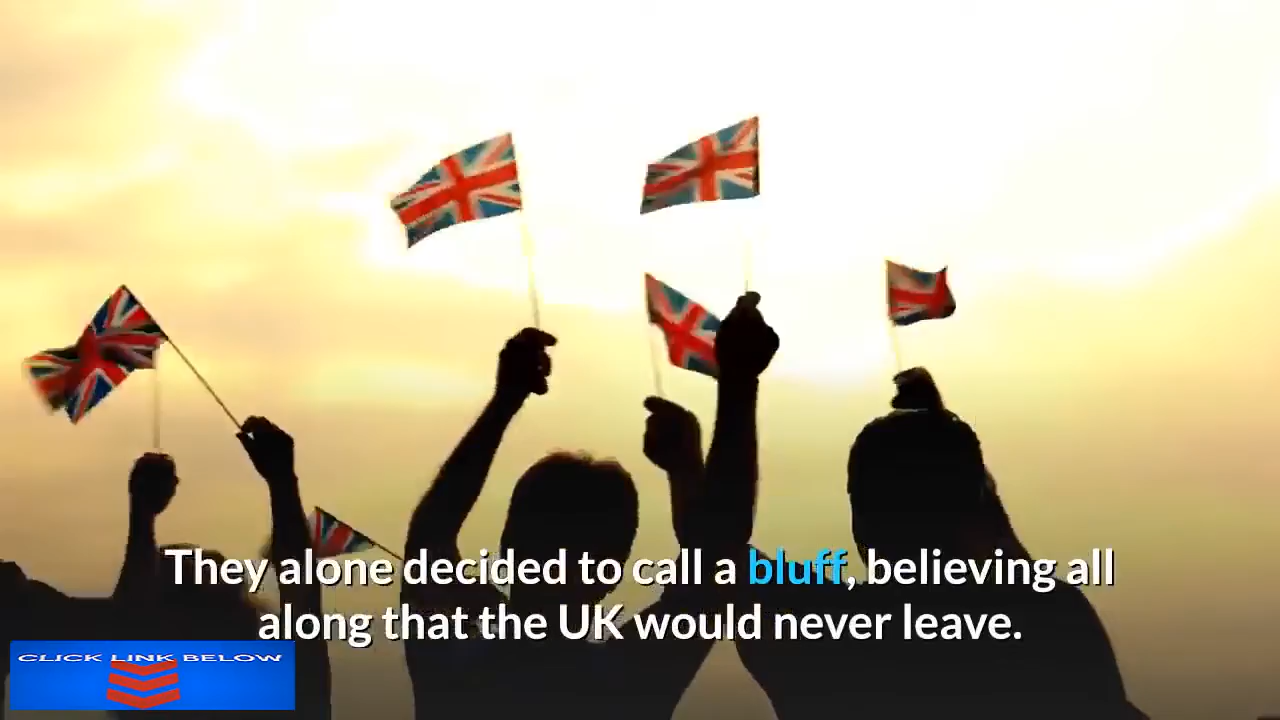 They alone decided to call a bluff, believing all
along that the UK would never leave.
CLICK LINK BELOW